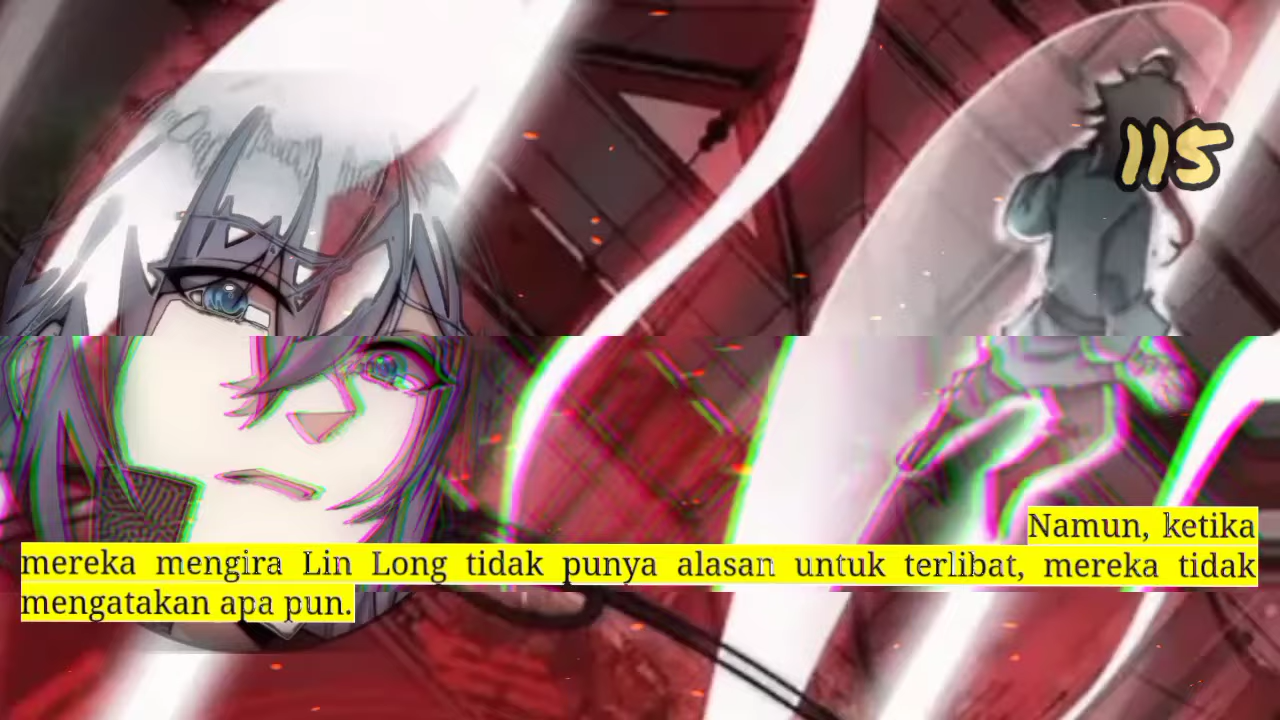 115
Namun, ketika
mereka mengira Lin Long tidak punya alasan untuk terlibat, mereka tidak
mengatakan apa pun.